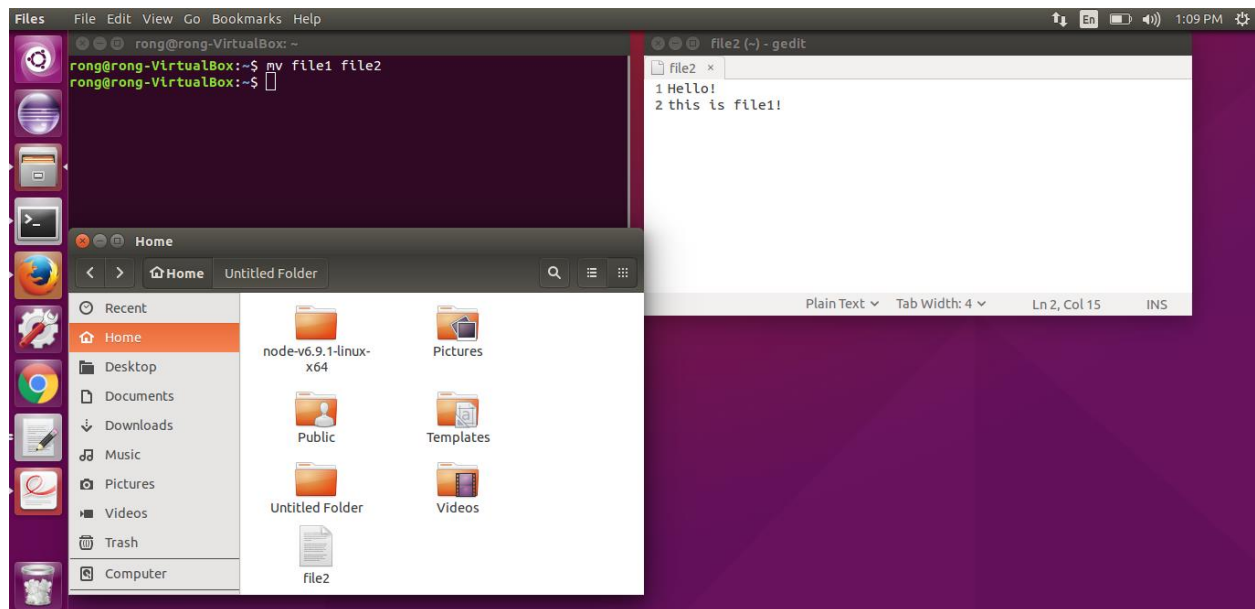 Files File Edit View Go Bookmarks Help En 1:09 PM
rong@rong-VirtualBox: ~
rong@rong-VirtualBox:~$ mv file1 file2
rong@rong-VirtualBox:~$
file2 (~) - gedit
file2 ×
1 Hello!
2 this is file1!
Plain Text Tab Width: 4 Ln 2, Col 15 INS
Home
Home Untitled Folder
Recent
Home
Desktop
Documents
Downloads
Music
Pictures
Videos
Trash
Computer
node-v6.9.1-linux-
x64
Pictures
Public
Templates
Untitled Folder
Videos
file2